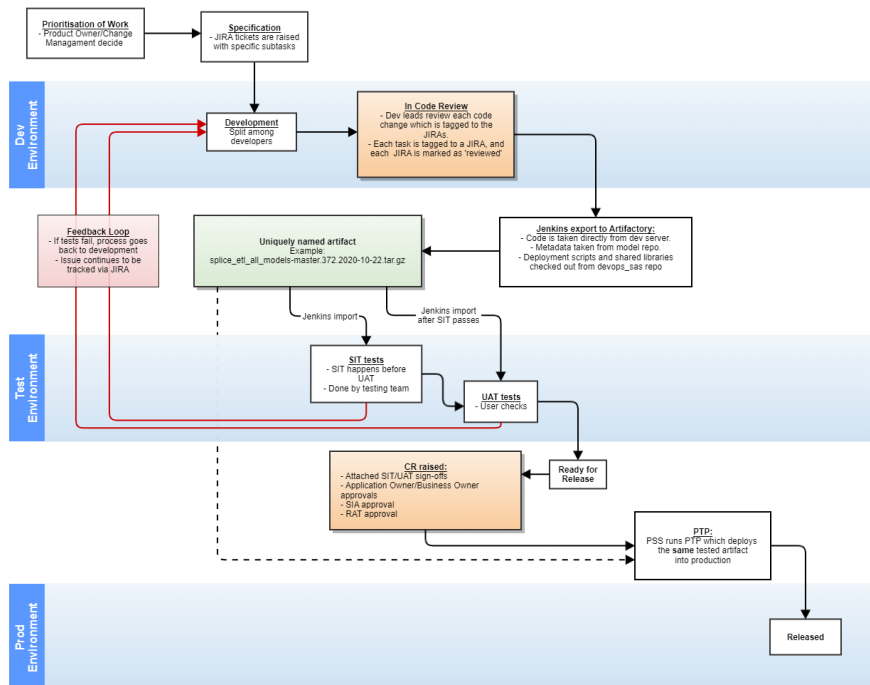 Prioritisation of Work
- Product Owner/Change
Managament decide
Specification
- JIRA tickets are raised
with specific subtasks
Dev
Environment
Development
Split among
developers
In Code Review
- Dev leads review each code
change which is tagged to the
JIRAs.
- Each task is tagged to a JIRA, and
each JIRA is marked as 'reviewed'
Feedback Loop
- If tests fail, process goes
back to development
- Issue continues to be
tracked via JIRA
Uniquely named artifact
Example:
splice_etl_all_models-master.372.2020-10-22.tar.gz
Jenkins export to Artifactory:
- Code is taken directly from dev server.
- Metadata taken from model repo.
- Deployment scripts and shared libraries
checked out from devops_sas repo
Jenkins import
Jenkins import
after SIT passes
Test
Environment
SIT tests
- SIT happens before
UAT
- Done by testing team
UAT tests
- User checks
CR raised:
- Attached SIT/UAT sign-offs
- Application Owner/Business Owner
approvals
- SIA approval
- RAT approval
Ready for
Release
PTP:
PSS runs PTP which deploys
the same tested artifact
into production
Prod
Environment
Released